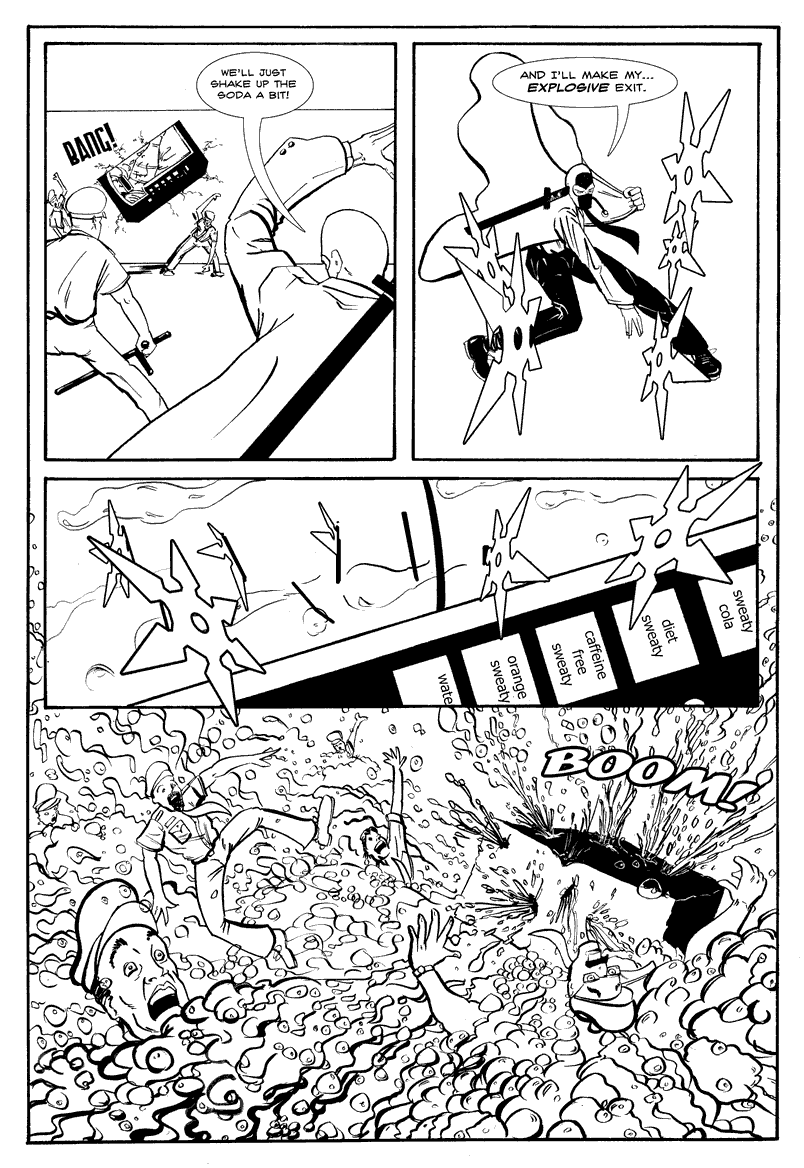 WE'LL JUST
SHAKE UP THE
SODA A BIT!
BANG!
AND I'LL MAKE MY...
EXPLOSIVE EXIT.
wate
orange
sweaty
caffeine
free
sweaty
diet
sweaty
sweaty
cola
BOOM!